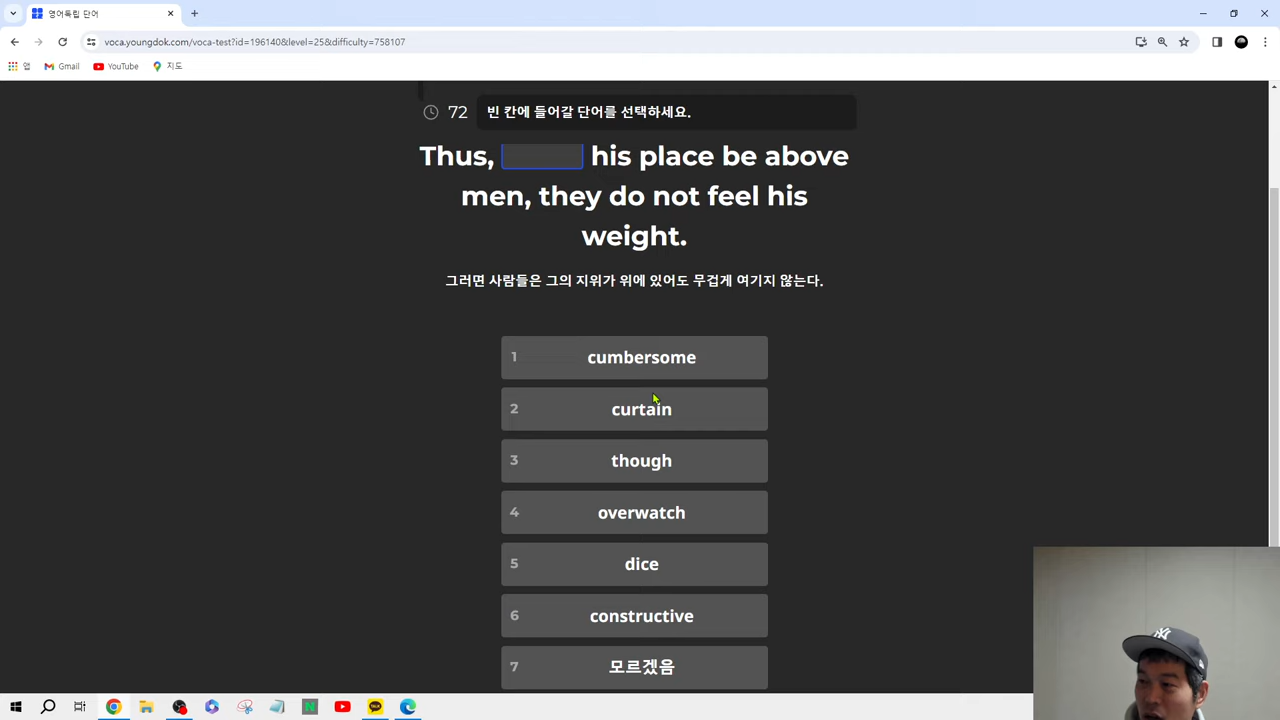 영어독립 단어
voca.youngdok.com/voca-test?id=196140&level=25&difficulty=758107
앱 Gmail YouTube 지도
72 빈 칸에 들어갈 단어를 선택하세요.
Thus, his place be above
men, they do not feel his
weight.
그러면 사람들은 그의 지위가 위에 있어도 무겁게 여기지 않는다.
1 cumbersome
2 curtain
3 though
4 overwatch
5 dice
6 constructive
7 모르겠음